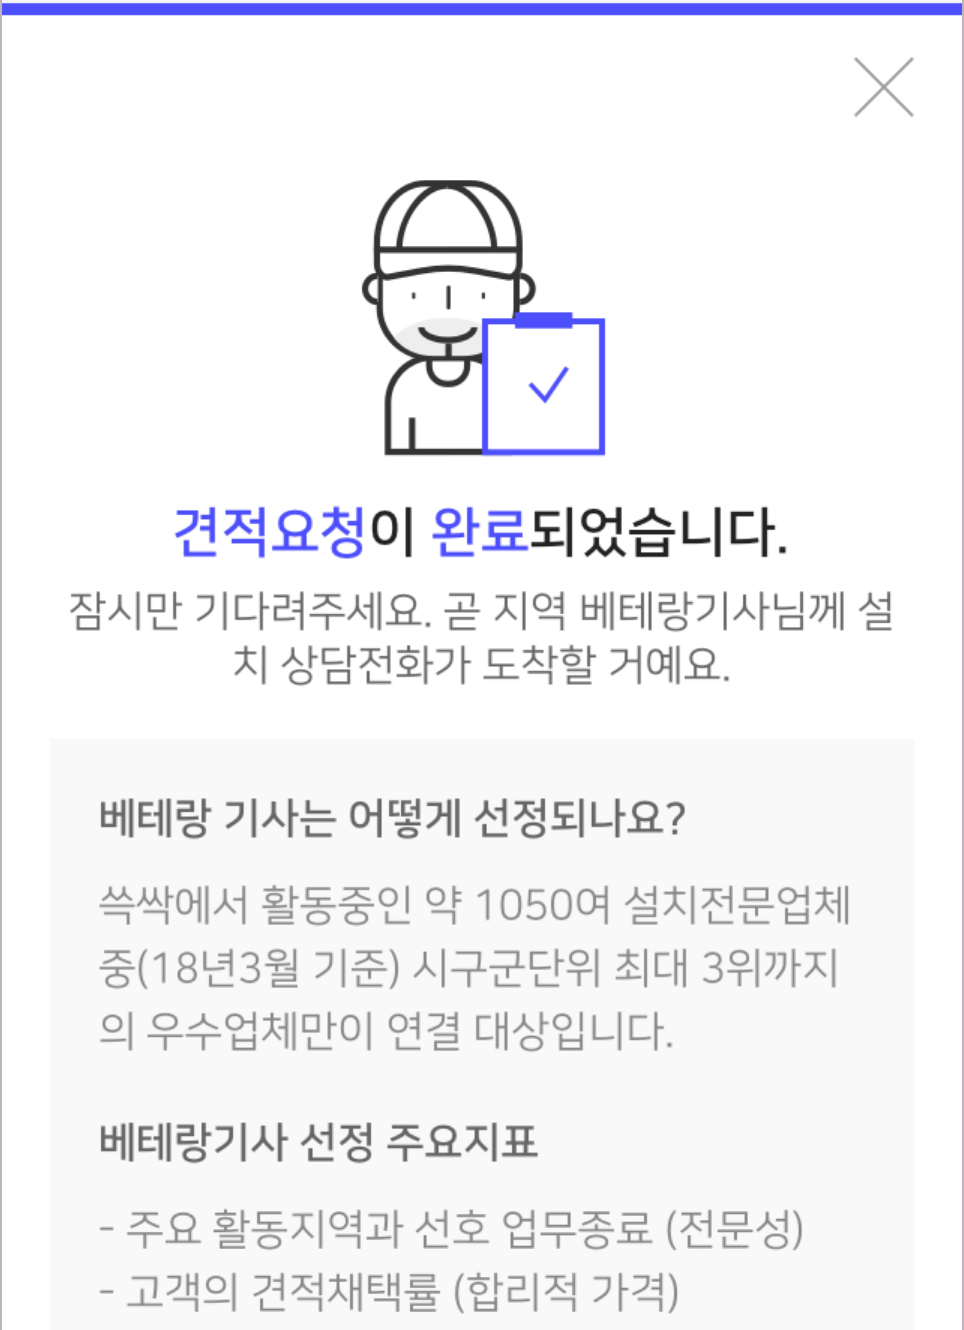 견적요청이 완료되었습니다.
잠시만 기다려주세요. 곧 지역 베테랑기사님께 설
치 상담전화가 도착할 거예요.
베테랑 기사는 어떻게 선정되나요?
쓱싹에서 활동중인 약 1050여 설치전문업체
중(18년3월 기준) 시구군단위 최대 3위까지
의 우수업체만이 연결 대상입니다.
베테랑기사 선정 주요지표
- 주요 활동지역과 선호 업무종료 (전문성)
- 고객의 견적채택률 (합리적 가격)